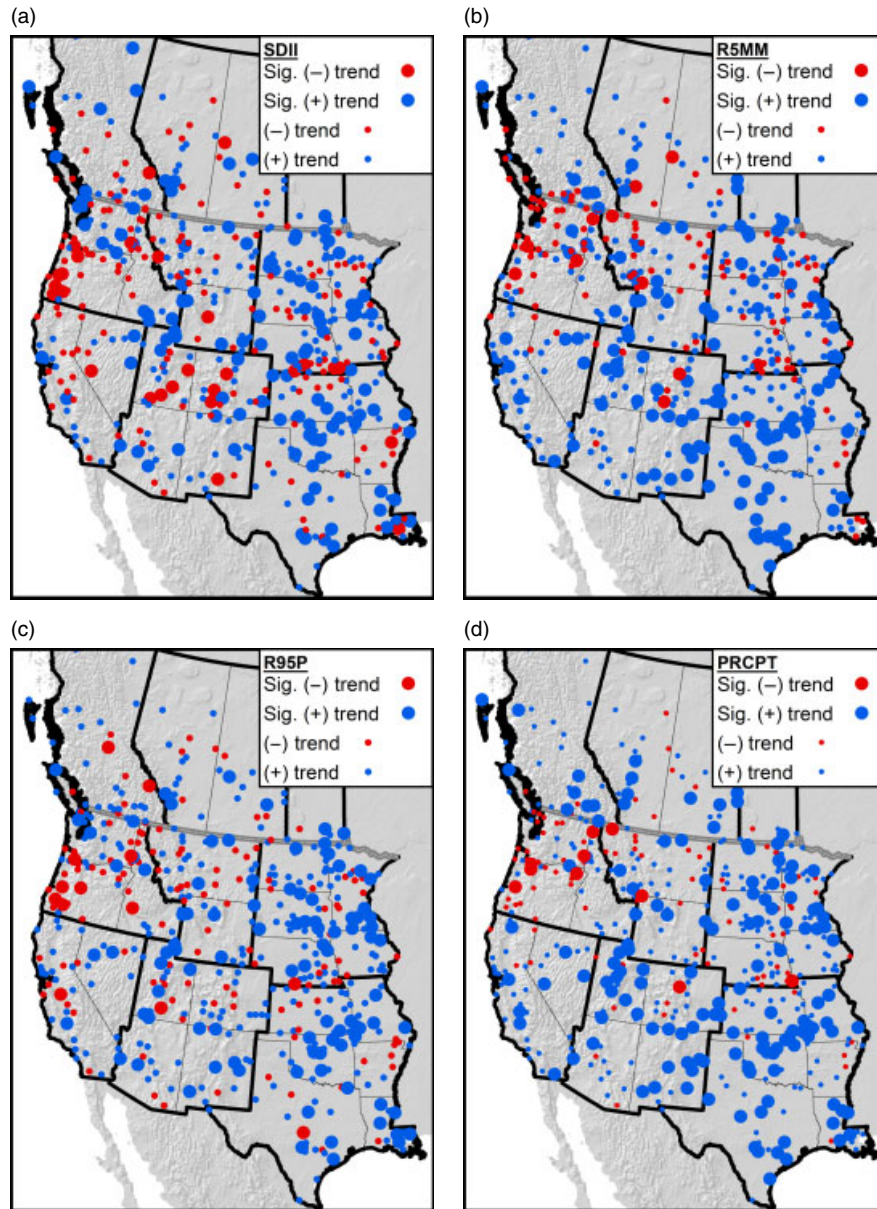 (a)
SDII
Sig. (–) trend
Sig. (+) trend
(–) trend
(+) trend
(b)
R5MM
Sig. (–) trend
Sig. (+) trend
(–) trend
(+) trend
(c)
R95P
Sig. (–) trend
Sig. (+) trend
(–) trend
(+) trend
(d)
PRCPT
Sig. (–) trend
Sig. (+) trend
(–) trend
(+) trend